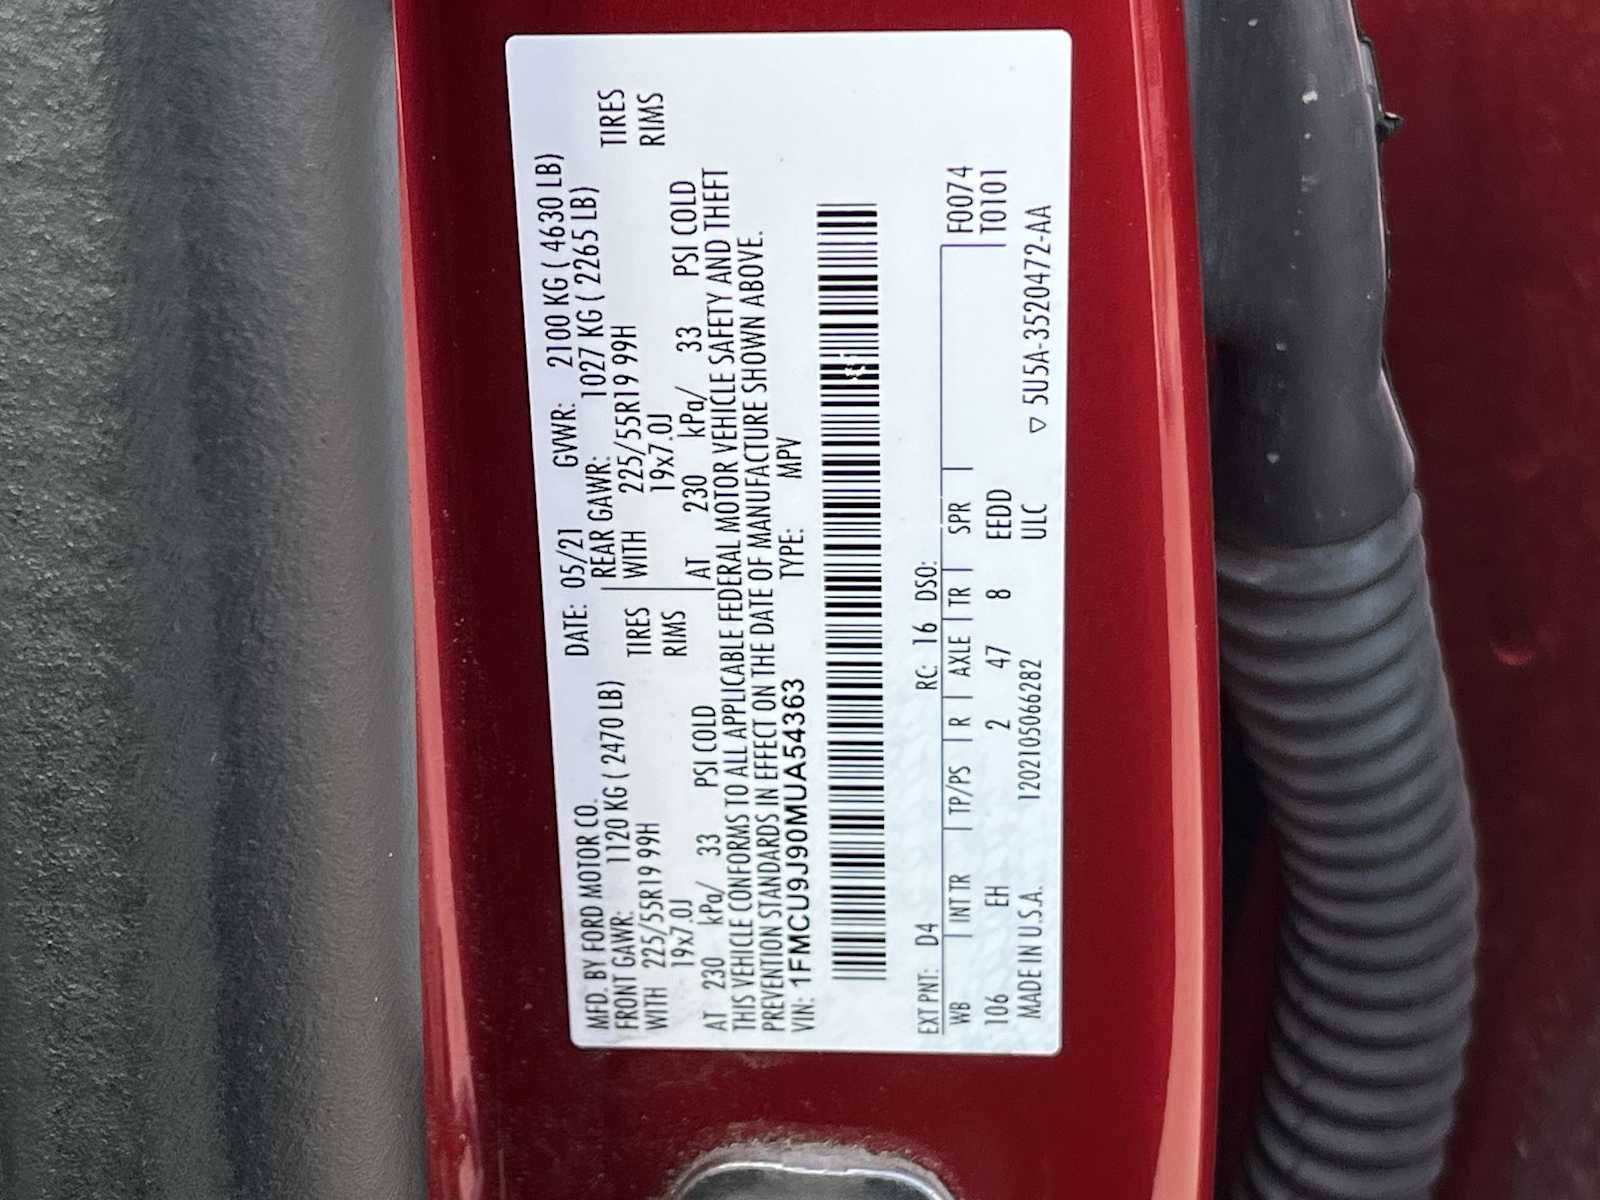 MFD. BY FORD MOTOR CO. DATE: 05/21 GVWR: 2100 KG ( 4630 LB)
FRONT GAWR: 1120 KG ( 2470 LB) REAR GAWR: 1027 KG ( 2265 LB)
WITH 225/55R19 99H TIRES WITH 225/55R19 99H TIRES
19x7.0J RIMS 19x7.0J RIMS
AT 230 kPa/ 33 PSI COLD AT 230 kPa/ 33 PSI COLD
THIS VEHICLE CONFORMS TO ALL APPLICABLE FEDERAL MOTOR VEHICLE SAFETY AND THEFT
PREVENTION STANDARDS IN EFFECT ON THE DATE OF MANUFACTURE SHOWN ABOVE.
VIN: 1FMCU9J90MUA54363 TYPE: MPV
EXT PNT: D4 RC: 16 DSO: F0074
WB INT TR TP/PS R AXLE TR SPR T0101
106 EH 2 47 8 EEDD
MADE IN U.S.A. 120210506​6282 ULC ▽ 5U5A-3520472-AA